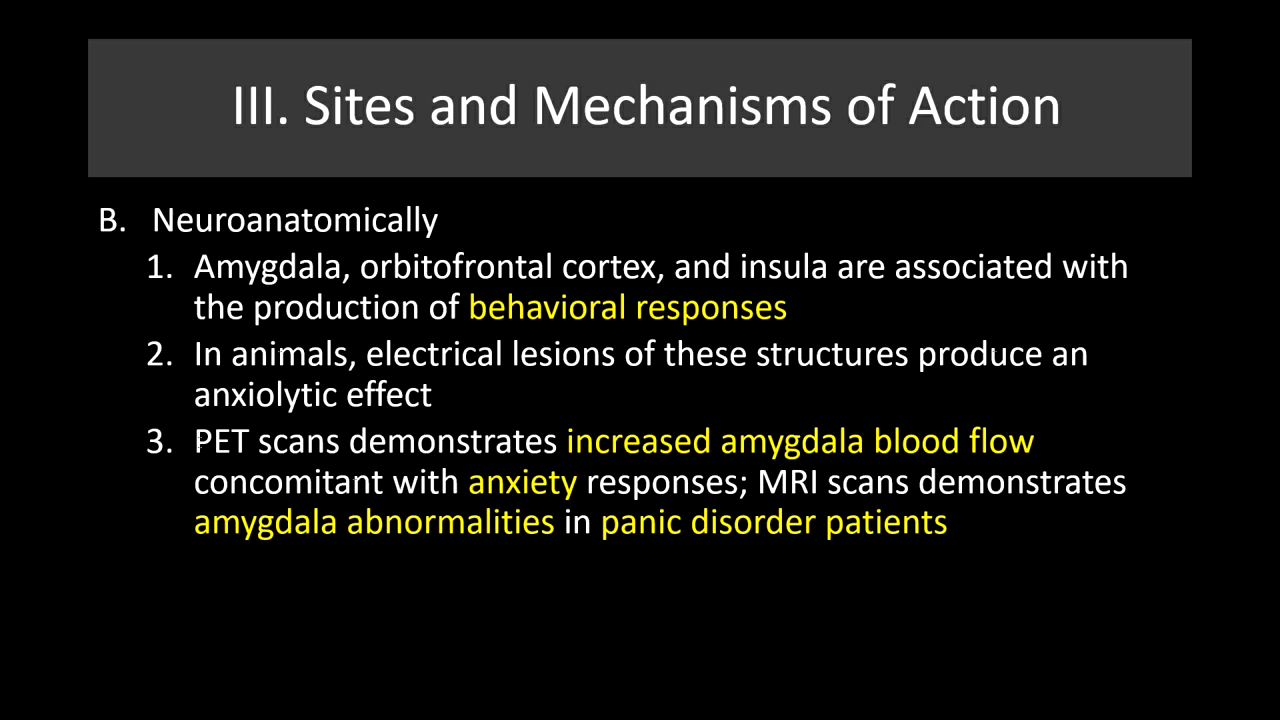 III. Sites and Mechanisms of Action
B. Neuroanatomically
1. Amygdala, orbitofrontal cortex, and insula are associated with
the production of behavioral responses
2. In animals, electrical lesions of these structures produce an
anxiolytic effect
3. PET scans demonstrates increased amygdala blood flow
concomitant with anxiety responses; MRI scans demonstrates
amygdala abnormalities in panic disorder patients